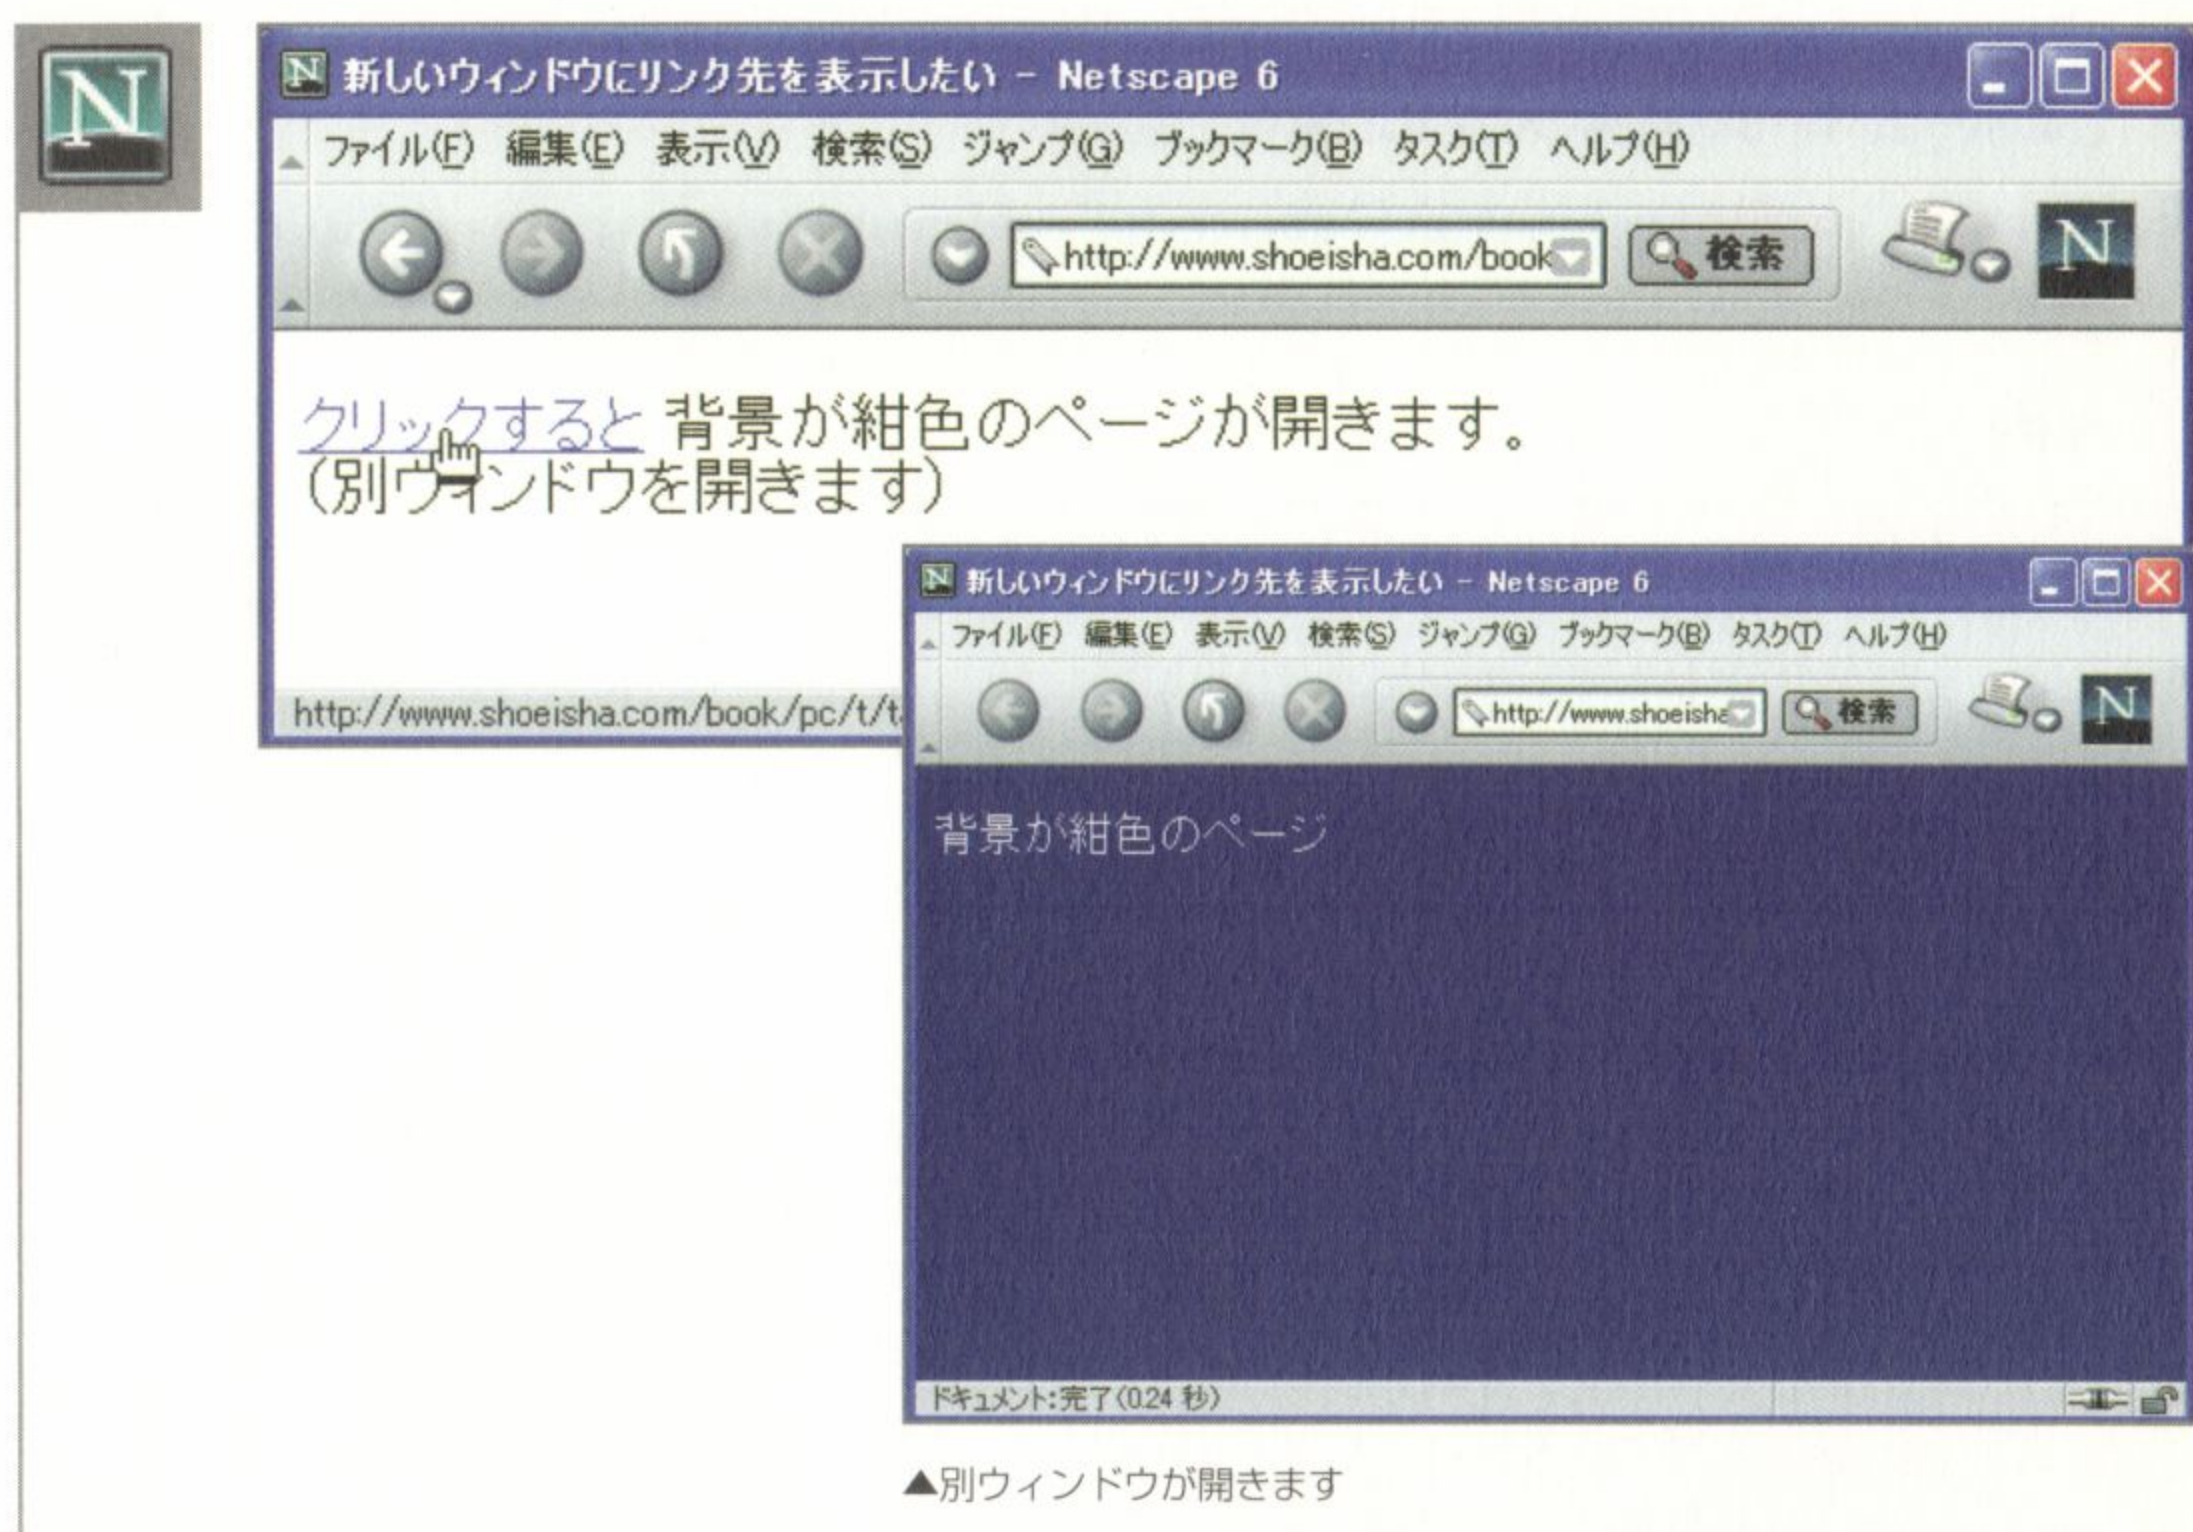 N
新しいウィンドウにリンク先を表示したい - Netscape 6
ファイル(F) 編集(E) 表示(V) 検索(S) ジャンプ(G) ブックマーク(B) タスク(T) ヘルプ(H)
http://www.shoeisha.com/book 検索 N
クリックすると 背景が紺色のページが開きます。
(別ウィンドウを開きます)
http://www.shoeisha.com/book/pc/t/t
新しいウィンドウにリンク先を表示したい - Netscape 6
ファイル(F) 編集(E) 表示(V) 検索(S) ジャンプ(G) ブックマーク(B) タスク(T) ヘルプ(H)
http://www.shoeisha 検索 N
背景が紺色のページ
ドキュメント:完了(0.24 秒)
▲別ウィンドウが開きます